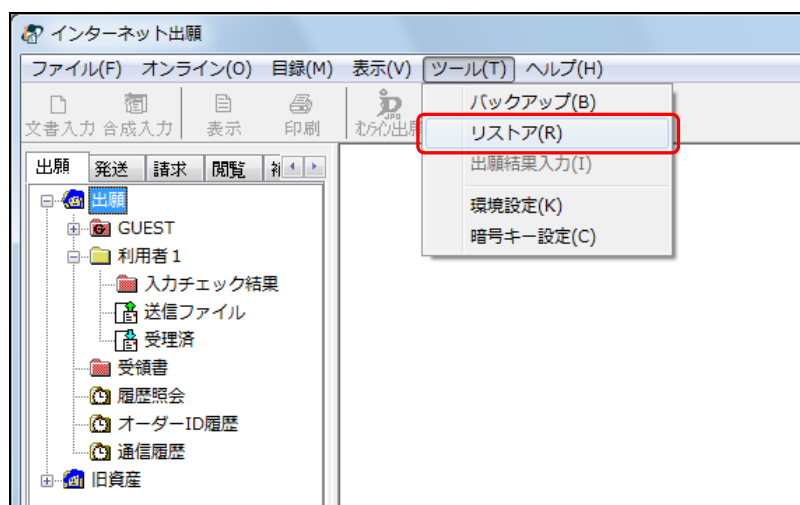 インターネット出願
ファイル(F) オンライン(O) 目録(M) 表示(V) ツール(T) ヘルプ(H)
文書入力 合成入力 表示 印刷
バックアップ(B)
リストア(R)
出願結果入力(I)
環境設定(K)
暗号キー設定(C)
出願 発送 請求 閲覧
出願
GUEST
利用者1
入力チェック結果
送信ファイル
受理済
受領書
履歴照会
オーダーID履歴
通信履歴
旧資産